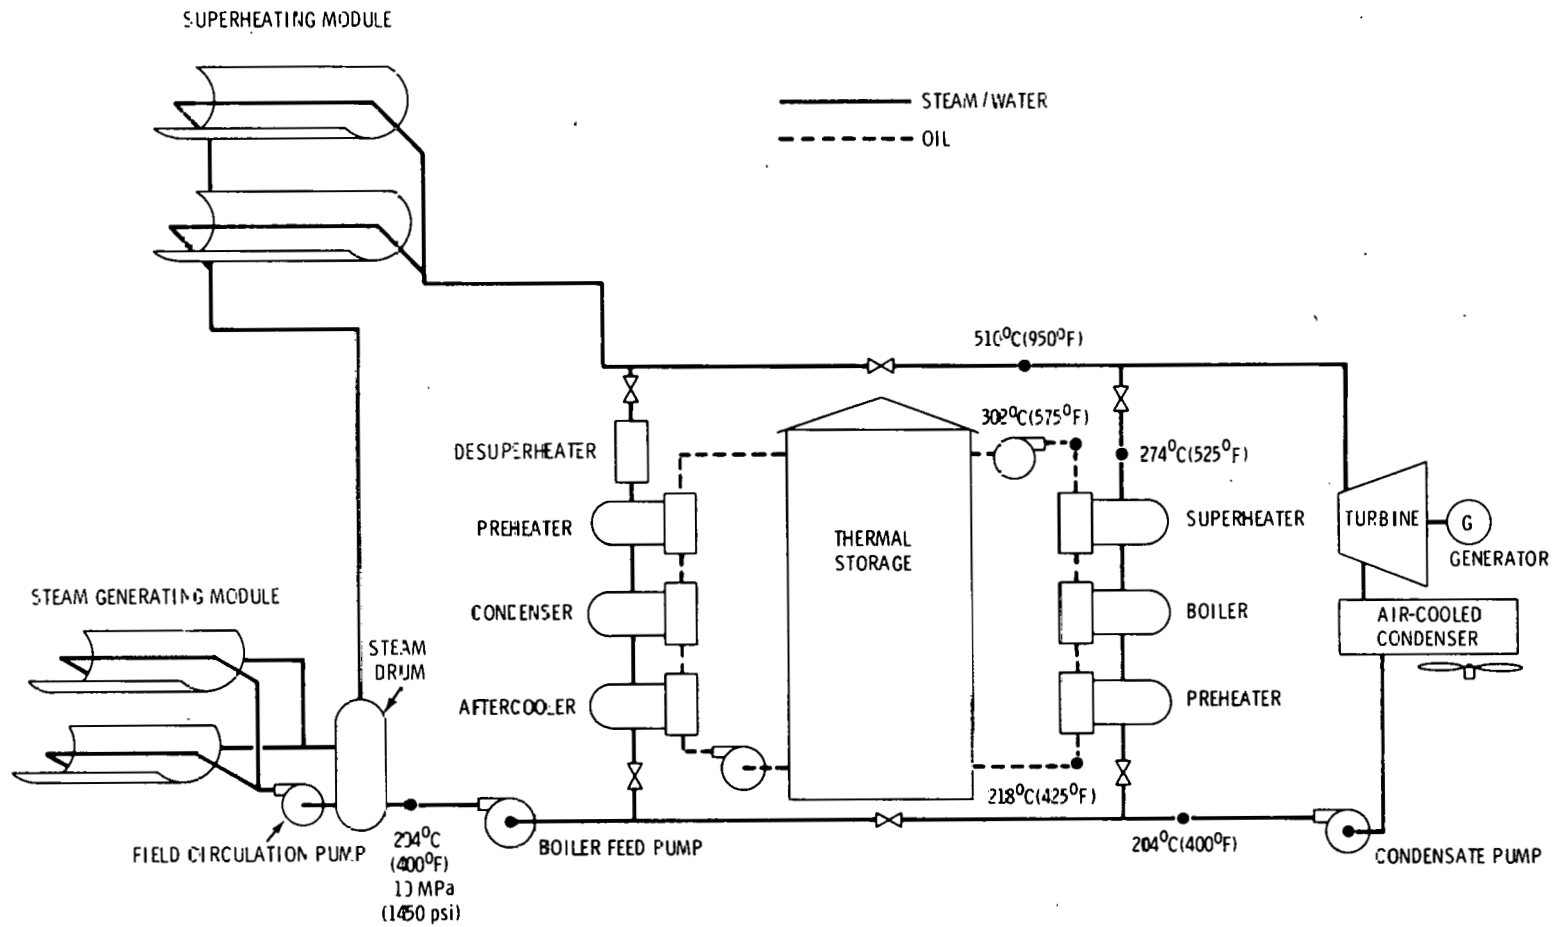 SUPERHEATING MODULE
STEAM/WATER
OIL
510°C(950°F)
302°C(575°F)
274°C(525°F)
DESUPERHEATER
PREHEATER
THERMAL
STORAGE
SUPERHEATER
TURBINE
G
GENERATOR
STEAM GENERATING MODULE
CONDENSER
BOILER
AIR-COOLED
CONDENSER
STEAM
DRUM
AFTERCOOLER
PREHEATER
218°C(425°F)
FIELD CIRCULATION PUMP
204°C
(400°F)
10 MPa
(1450 psi)
BOILER FEED PUMP
204°C(400°F)
CONDENSATE PUMP